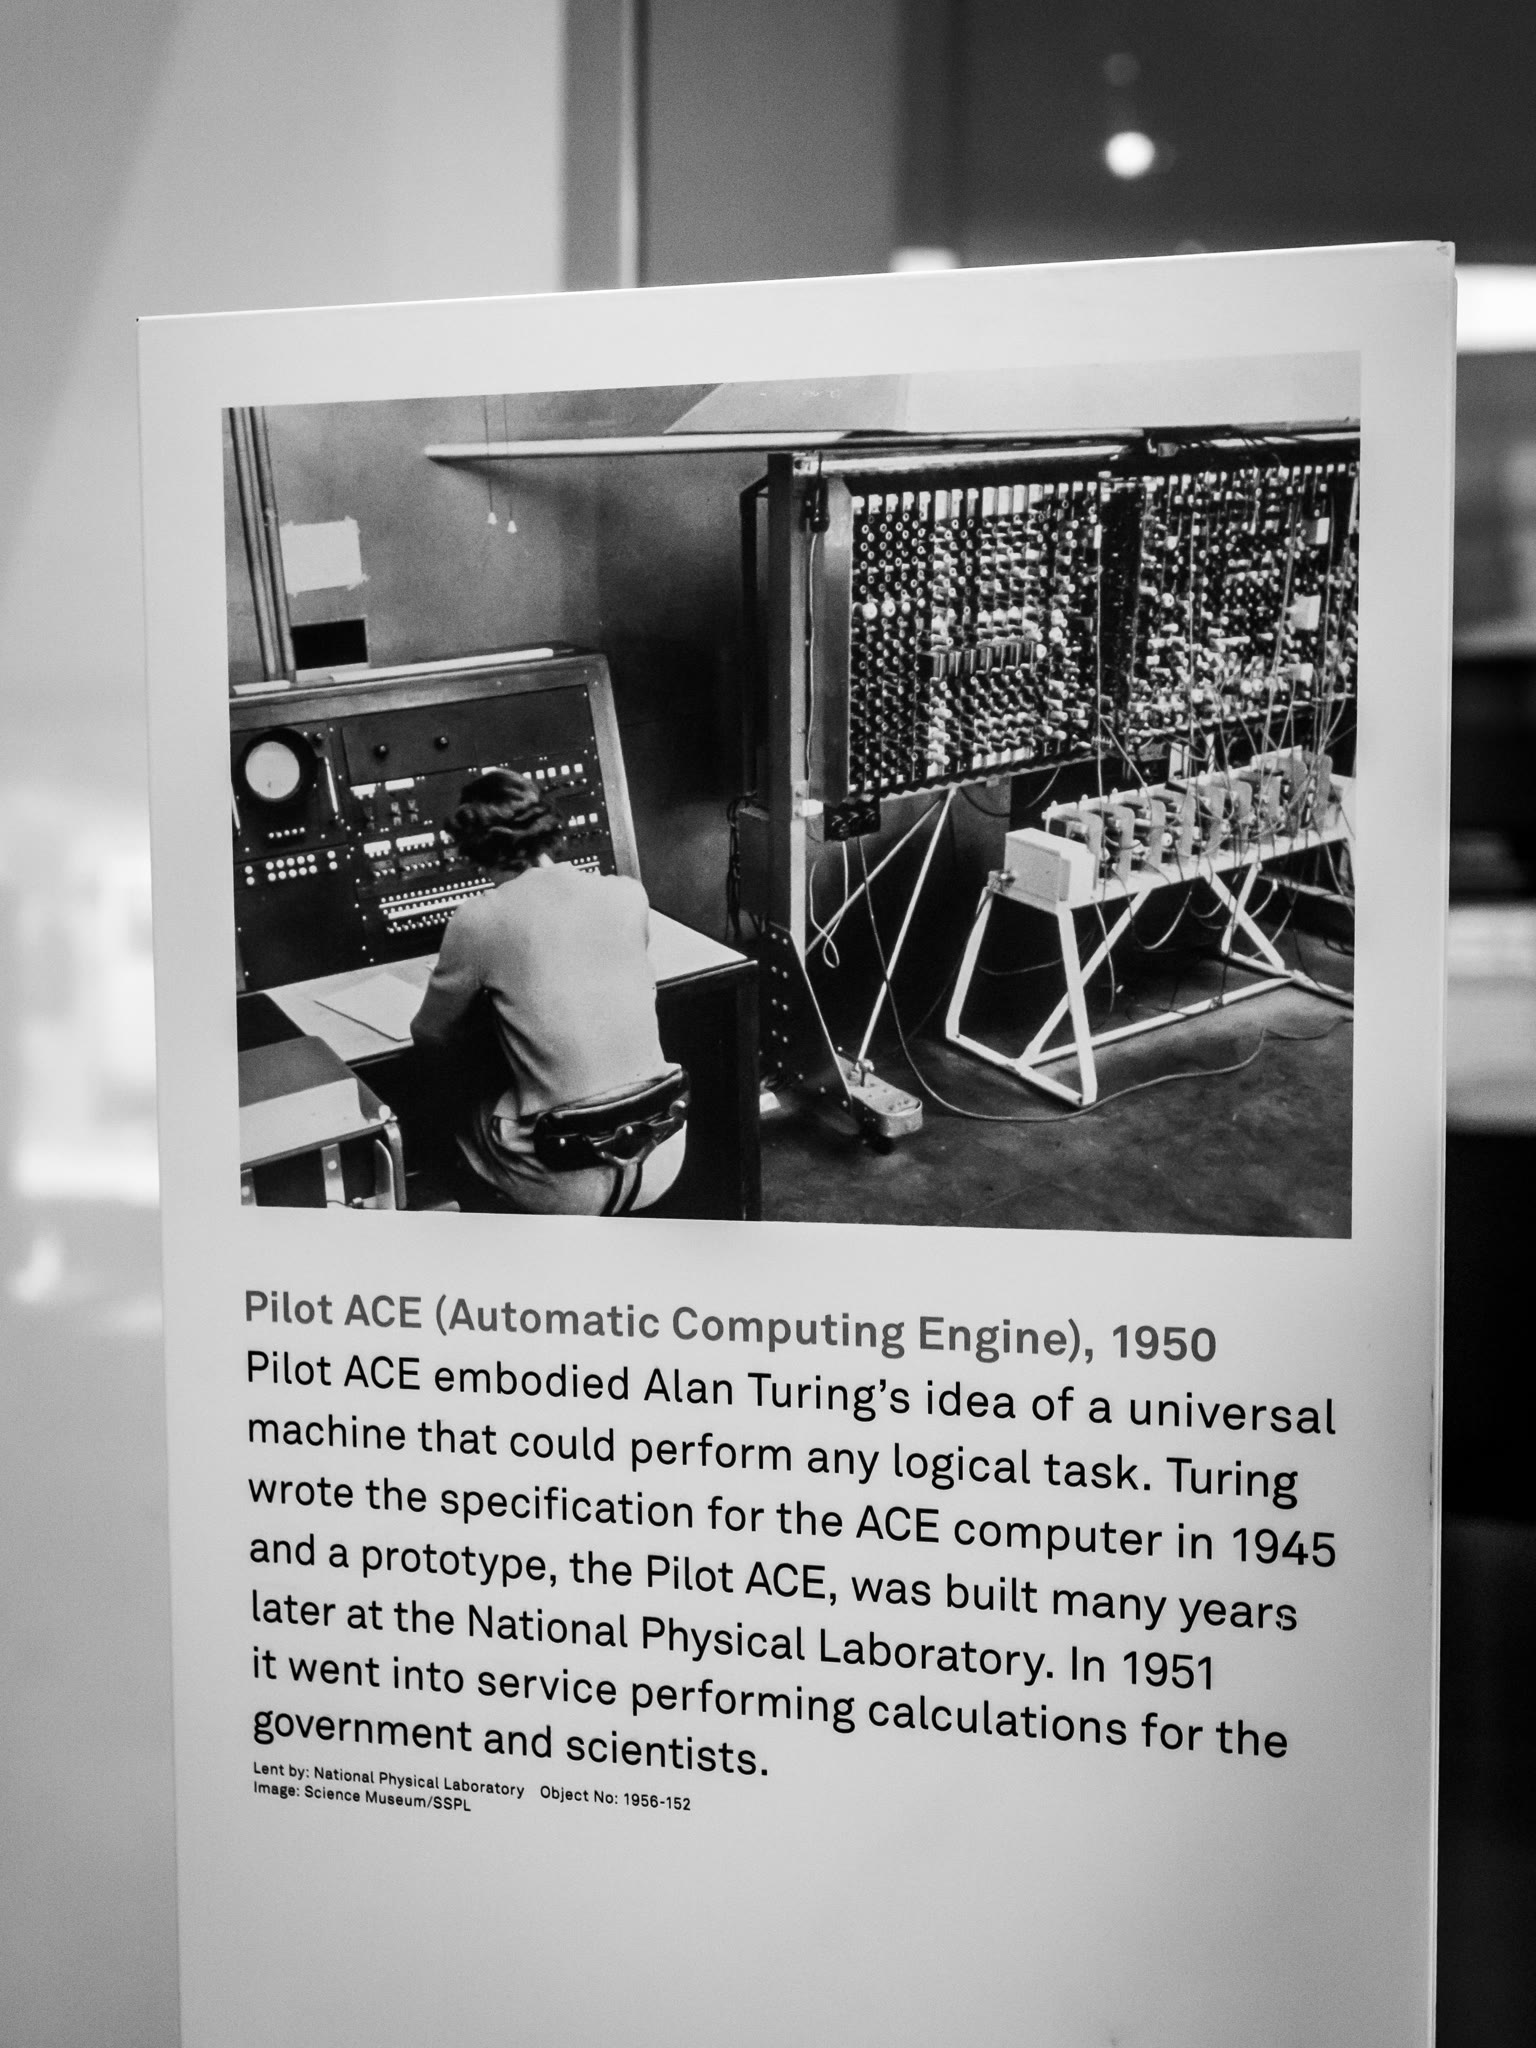 Pilot ACE (Automatic Computing Engine), 1950
Pilot ACE embodied Alan Turing's idea of a universal
machine that could perform any logical task. Turing
wrote the specification for the ACE computer in 1945
and a prototype, the Pilot ACE, was built many years
later at the National Physical Laboratory. In 1951
it went into service performing calculations for the
government and scientists.
Lent by: National Physical Laboratory Object No: 1956-152
Image: Science Museum/SSPL